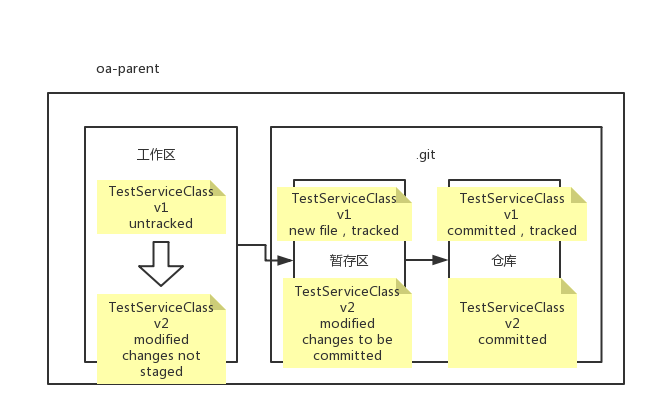 oa-parent
工作区
TestServiceClass
v1
untracked
TestServiceClass
v2
modified
changes not
staged
.git
TestServiceClass
v1
new file，tracked
暂存区
TestServiceClass
v2
modified
changes to be
committed
TestServiceClass
v1
committed，tracked
仓库
TestServiceClass
v2
committed